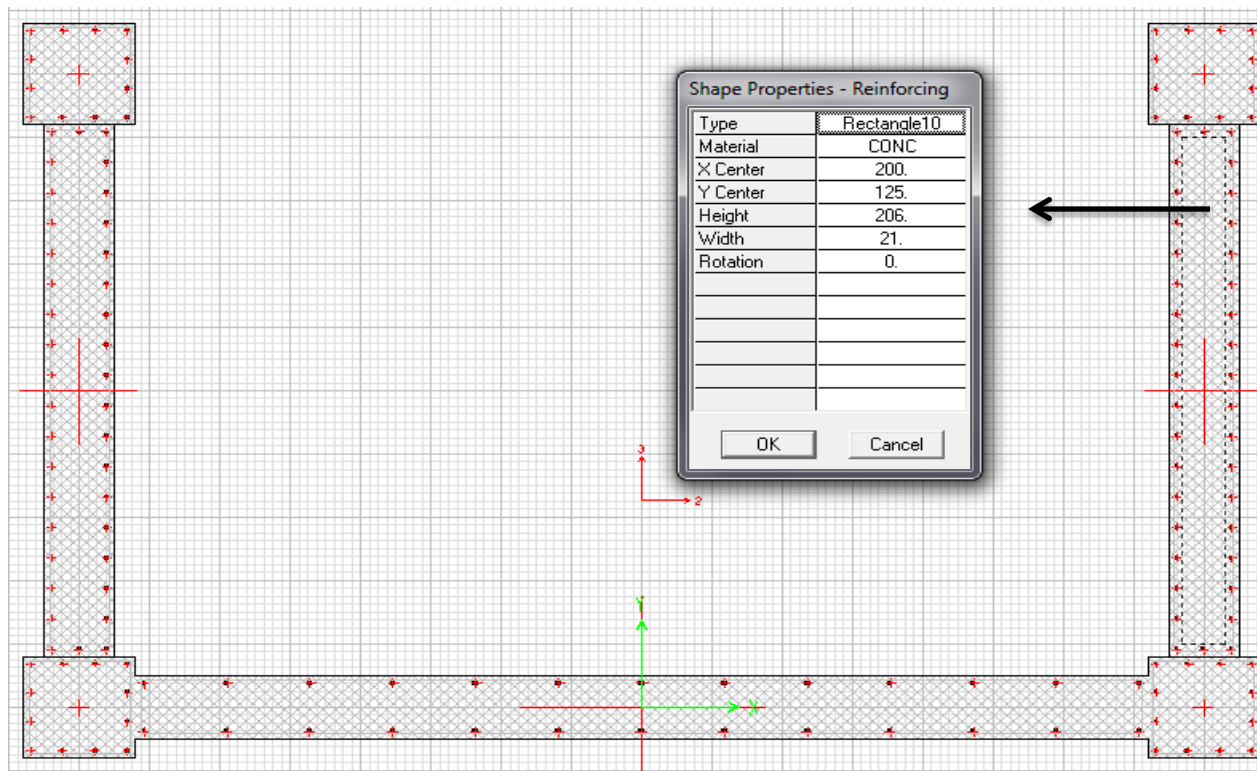 Shape Properties - Reinforcing
Type Rectangle10
Material CONC
X Center 200.
Y Center 125.
Height 206.
Width 21.
Rotation 0.
OK Cancel
3
2
Y
X